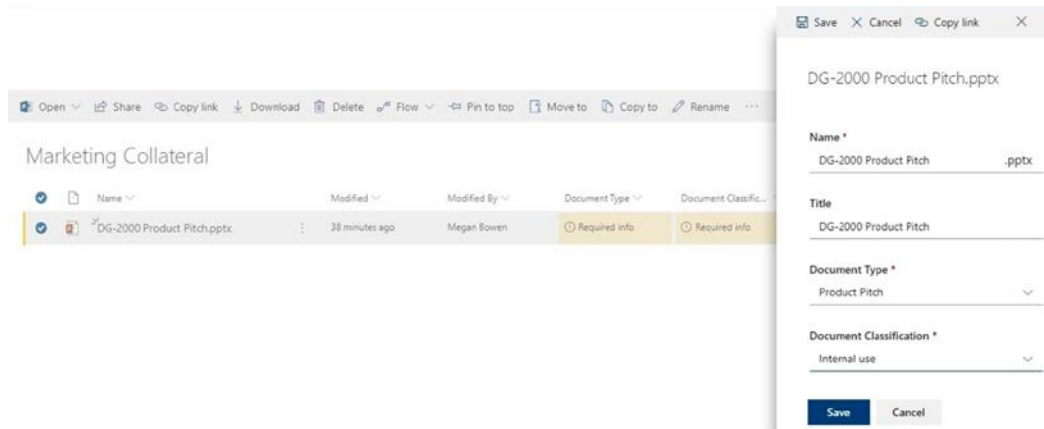 Save Cancel Copy link
DG-2000 Product Pitch.pptx
Open Share Copy link Download Delete Flow Pin to top Move to Copy to Rename ...
Marketing Collateral
Name Modified Modified By Document Type Document Classific...
DG-2000 Product Pitch.pptx 38 minutes ago Megan Bowen Required info Required info
Name *
DG-2000 Product Pitch .pptx
Title
DG-2000 Product Pitch
Document Type *
Product Pitch
Document Classification *
Internal use
Save Cancel